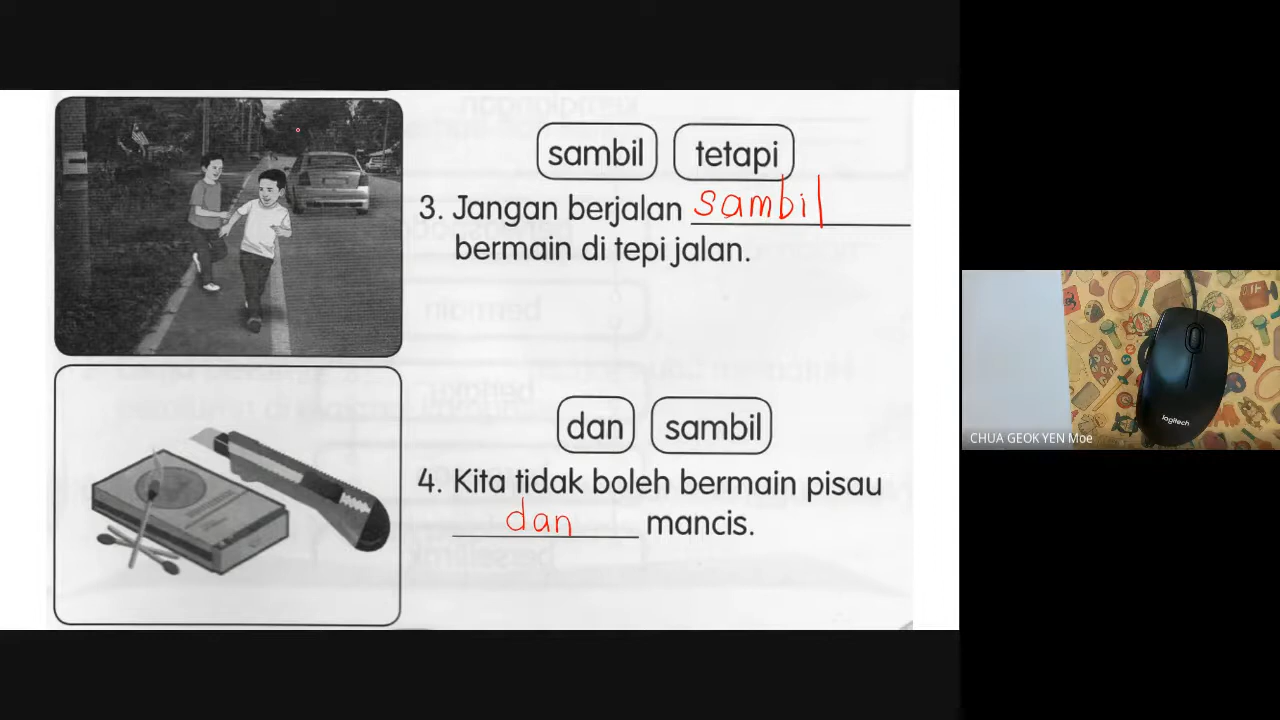 sambil tetapi
3. Jangan berjalan sambil
bermain di tepi jalan.
dan sambil
4. Kita tidak boleh bermain pisau
dan mancis.
logitech
CHUA GEOK YEN Moe